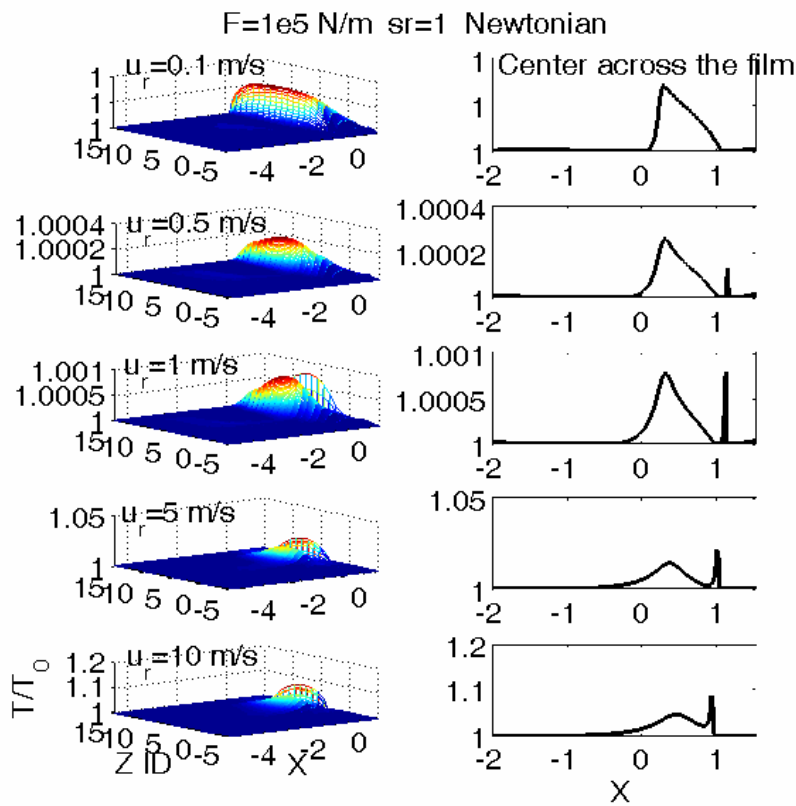 F=1e5 N/m sr=1 Newtonian
u_r=0.1 m/s
1
1
1
15 10 5 0 -5 -4 -2 0
Center across the film
1
1
1
-2 -1 0 1
u_r=0.5 m/s
1.0004
1.0002
1
15 10 5 0 -5 -4 -2 0
1.0004
1.0002
1
-2 -1 0 1
u_r=1 m/s
1.001
1.0005
1
15 10 5 0 -5 -4 -2 0
1.001
1.0005
1
-2 -1 0 1
u_r=5 m/s
1.05
1
15 10 5 0 -5 -4 -2 0
1.05
1
-2 -1 0 1
u_r=10 m/s
1.2
1.1
1
T/T_0
15 10 5 0 -5 -4 -2 0
Z ID X
1.2
1.1
1
-2 -1 0 1
X